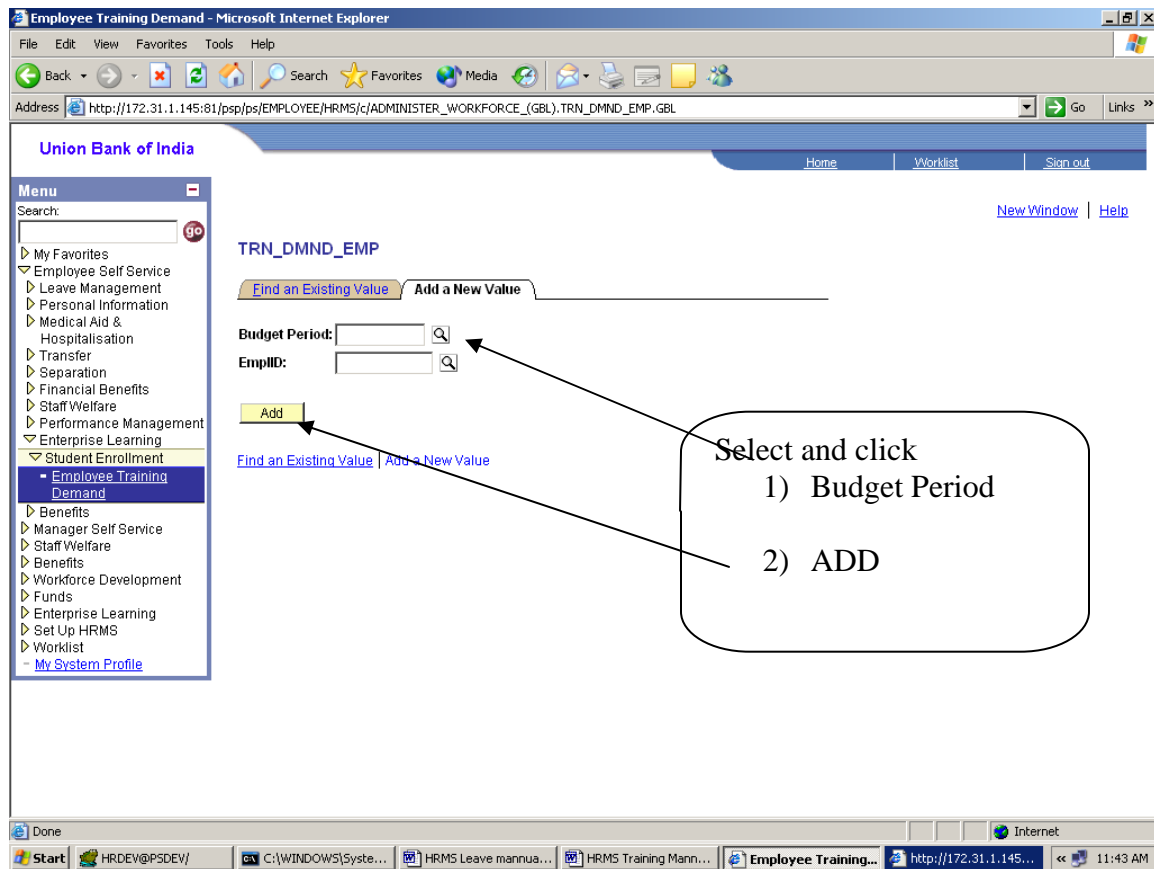 Employee Training Demand - Microsoft Internet Explorer
File Edit View Favorites Tools Help
Back Search Favorites Media
Address http://172.31.1.145:81/psp/ps/EMPLOYEE/HRMS/c/ADMINISTER_WORKFORCE_(GBL).TRN_DMND_EMP.GBL Go Links »
Union Bank of India
Home Worklist Sign out
New Window | Help
Menu
Search:
go
My Favorites
Employee Self Service
Leave Management
Personal Information
Medical Aid &
Hospitalisation
Transfer
Separation
Financial Benefits
Staff Welfare
Performance Management
Enterprise Learning
Student Enrollment
- Employee Training
Demand
Benefits
Manager Self Service
Staff Welfare
Benefits
Workforce Development
Funds
Enterprise Learning
Set Up HRMS
Worklist
- My System Profile
TRN_DMND_EMP
Find an Existing Value Add a New Value
Budget Period:
EmplID:
Add
Find an Existing Value | Add a New Value
Select and click
1) Budget Period
2) ADD
Done Internet
Start HRDEV@PSDEV/ C:\WINDOWS\Syste... HRMS Leave mannua... HRMS Training Mann... Employee Training... http://172.31.1.145... « 11:43 AM